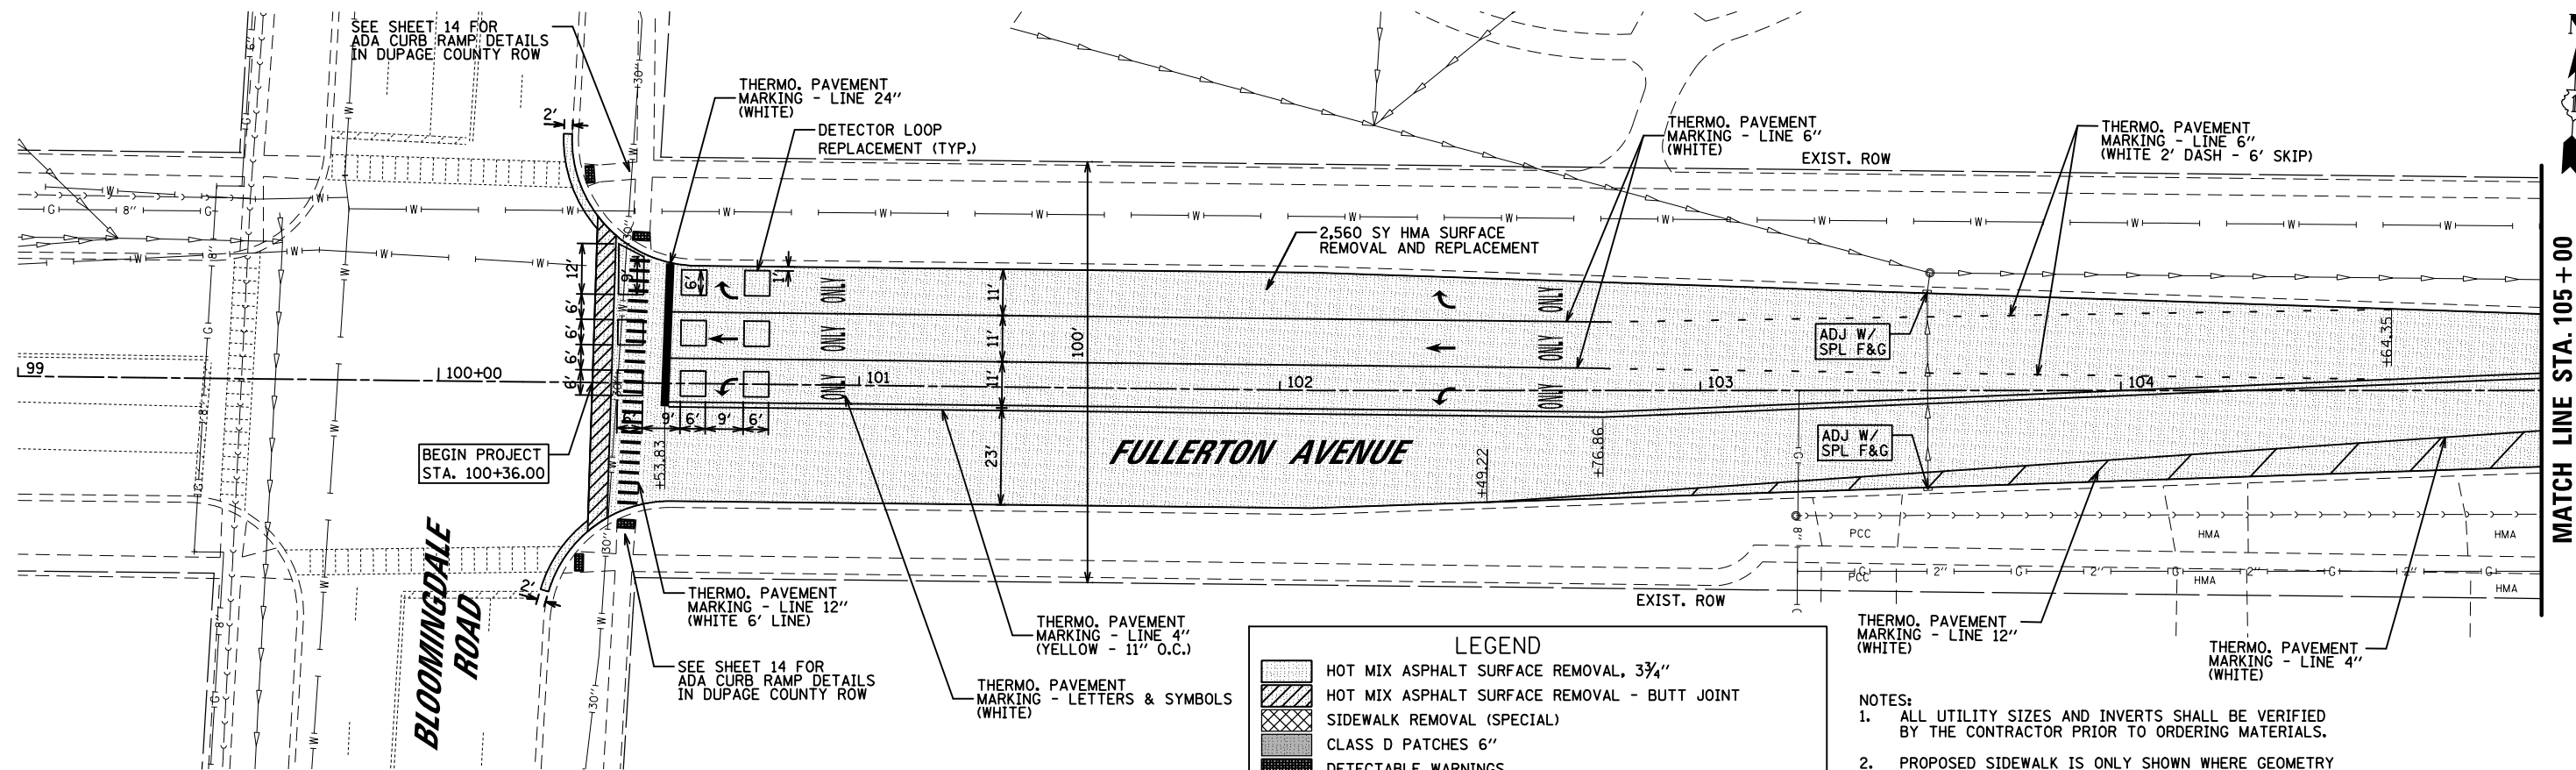 SEE SHEET 14 FOR
ADA CURB RAMP DETAILS
IN DUPAGE COUNTY ROW
THERMO. PAVEMENT
MARKING - LINE 24"
(WHITE)
DETECTOR LOOP
REPLACEMENT (TYP.)
THERMO. PAVEMENT
MARKING - LINE 6"
(WHITE)
THERMO. PAVEMENT
MARKING - LINE 6"
(WHITE 2' DASH - 6' SKIP)
EXIST. ROW
2,560 SY HMA SURFACE
REMOVAL AND REPLACEMENT
2'
30"
12'
6'
6'
6'
6'
9'
6'
1'
11'
11'
11'
23'
100'
ONLY
ONLY
ONLY
ONLY
ONLY
ONLY
99
100+00
101
102
103
104
9'
6'
9'
6'
+53.83
+49.22
+76.86
+64.35
ADJ W/
SPL F&G
ADJ W/
SPL F&G
BEGIN PROJECT
STA. 100+36.00
FULLERTON AVENUE
BLOOMINGDALE
ROAD
MATCH LINE STA. 105+00
2'
THERMO. PAVEMENT
MARKING - LINE 12"
(WHITE 6' LINE)
SEE SHEET 14 FOR
ADA CURB RAMP DETAILS
IN DUPAGE COUNTY ROW
THERMO. PAVEMENT
MARKING - LINE 4"
(YELLOW - 11" O.C.)
THERMO. PAVEMENT
MARKING - LETTERS & SYMBOLS
(WHITE)
EXIST. ROW
PCC
PCC
HMA
HMA
HMA
HMA
THERMO. PAVEMENT
MARKING - LINE 12"
(WHITE)
THERMO. PAVEMENT
MARKING - LINE 4"
(WHITE)
LEGEND
HOT MIX ASPHALT SURFACE REMOVAL, 3¾"
HOT MIX ASPHALT SURFACE REMOVAL - BUTT JOINT
SIDEWALK REMOVAL (SPECIAL)
CLASS D PATCHES 6"
DETECTABLE WARNINGS
NOTES:
1. ALL UTILITY SIZES AND INVERTS SHALL BE VERIFIED
BY THE CONTRACTOR PRIOR TO ORDERING MATERIALS.
2. PROPOSED SIDEWALK IS ONLY SHOWN WHERE GEOMETRY